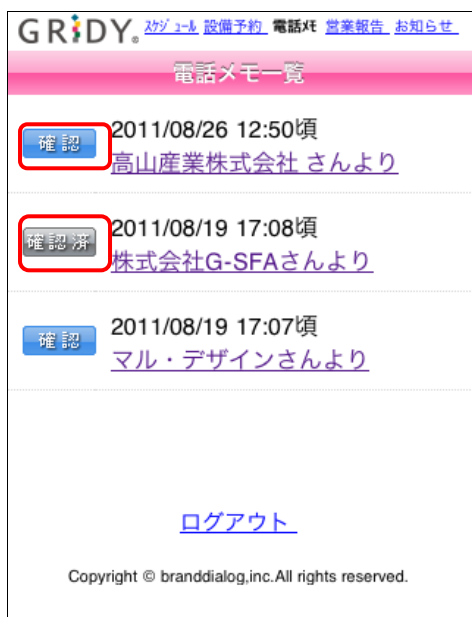 GRiDY® ｽｹｼﾞｭｰﾙ 設備予約 電話ﾒﾓ 営業報告 お知らせ
電話メモ一覧
確認 2011/08/26 12:50頃
高山産業株式会社 さんより
確認済 2011/08/19 17:08頃
株式会社G-SFAさんより
確認 2011/08/19 17:07頃
マル・デザインさんより
ログアウト
Copyright © branddialog,inc.All rights reserved.